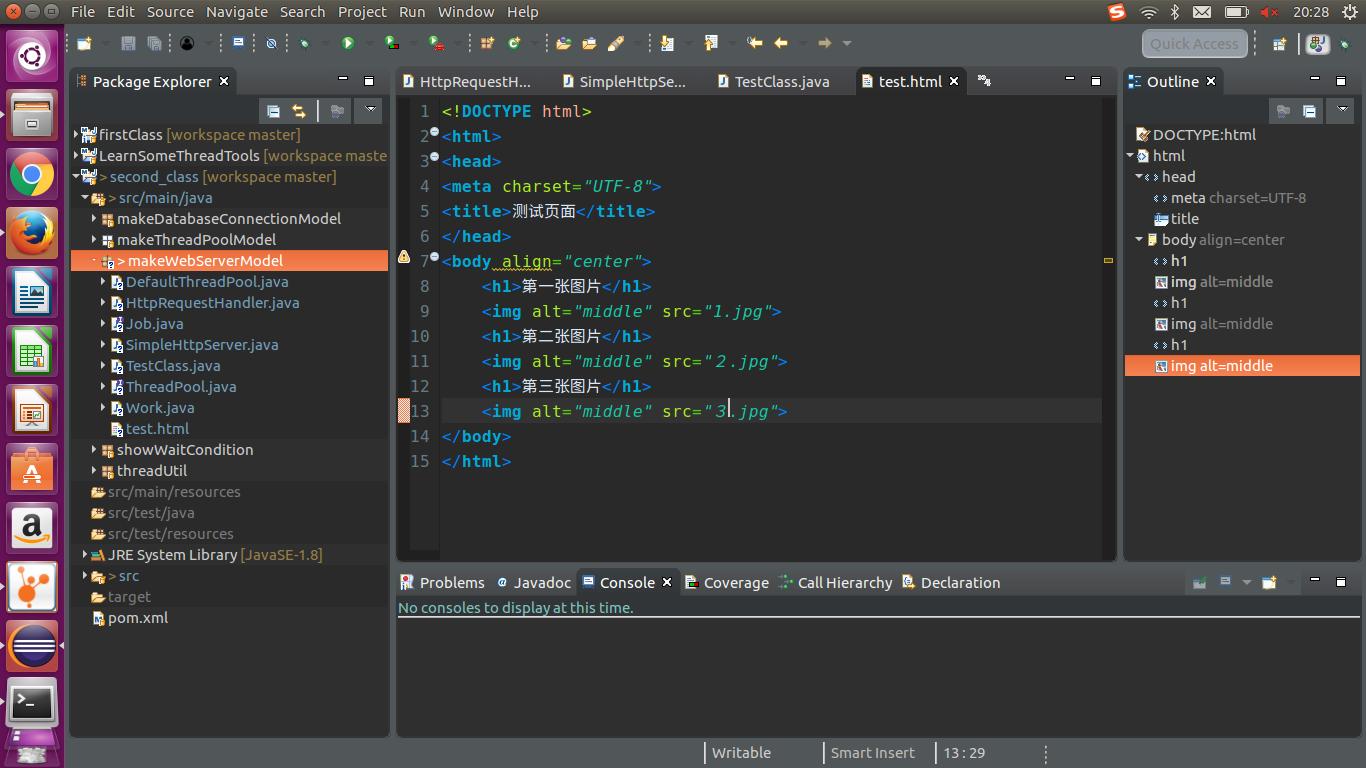 File Edit Source Navigate Search Project Run Window Help
20:28
Quick Access
Package Explorer
firstClass [workspace master]
LearnSomeThreadTools [workspace maste
> second_class [workspace master]
> src/main/java
makeDatabaseConnectionModel
makeThreadPoolModel
> makeWebServerModel
DefaultThreadPool.java
HttpRequestHandler.java
Job.java
SimpleHttpServer.java
TestClass.java
ThreadPool.java
Work.java
test.html
showWaitCondition
threadUtil
src/main/resources
src/test/java
src/test/resources
JRE System Library [JavaSE-1.8]
> src
target
pom.xml
HttpRequestH... SimpleHttpSe... TestClass.java test.html
1 <!DOCTYPE html>
2 <html>
3 <head>
4 <meta charset="UTF-8">
5 <title>测试页面</title>
6 </head>
7 <body align="center">
8 <h1>第一张图片</h1>
9 <img alt="middle" src="1.jpg">
10 <h1>第二张图片</h1>
11 <img alt="middle" src="2.jpg">
12 <h1>第三张图片</h1>
13 <img alt="middle" src="3.jpg">
14 </body>
15 </html>
Outline
DOCTYPE:html
html
head
meta charset=UTF-8
title
body align=center
h1
img alt=middle
h1
img alt=middle
h1
img alt=middle
Problems Javadoc Console Coverage Call Hierarchy Declaration
No consoles to display at this time.
Writable Smart Insert 13 : 29